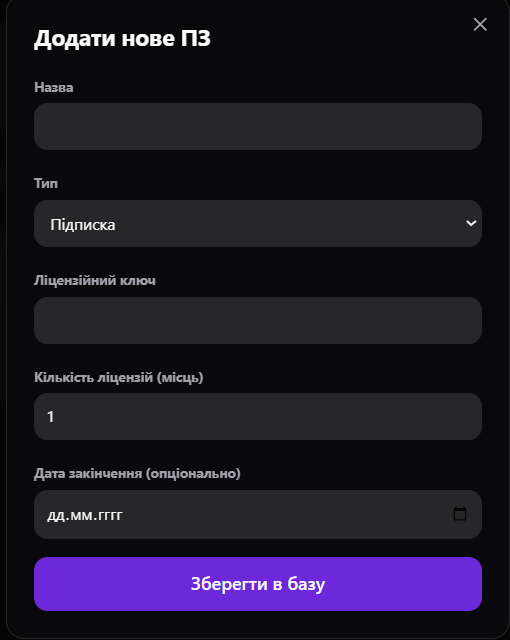 Додати нове ПЗ
Назва
Тип
Підписка
Ліцензійний ключ
Кількість ліцензій (місць)
1
Дата закінчення (опціонально)
дд.мм.гггг
Зберегти в базу